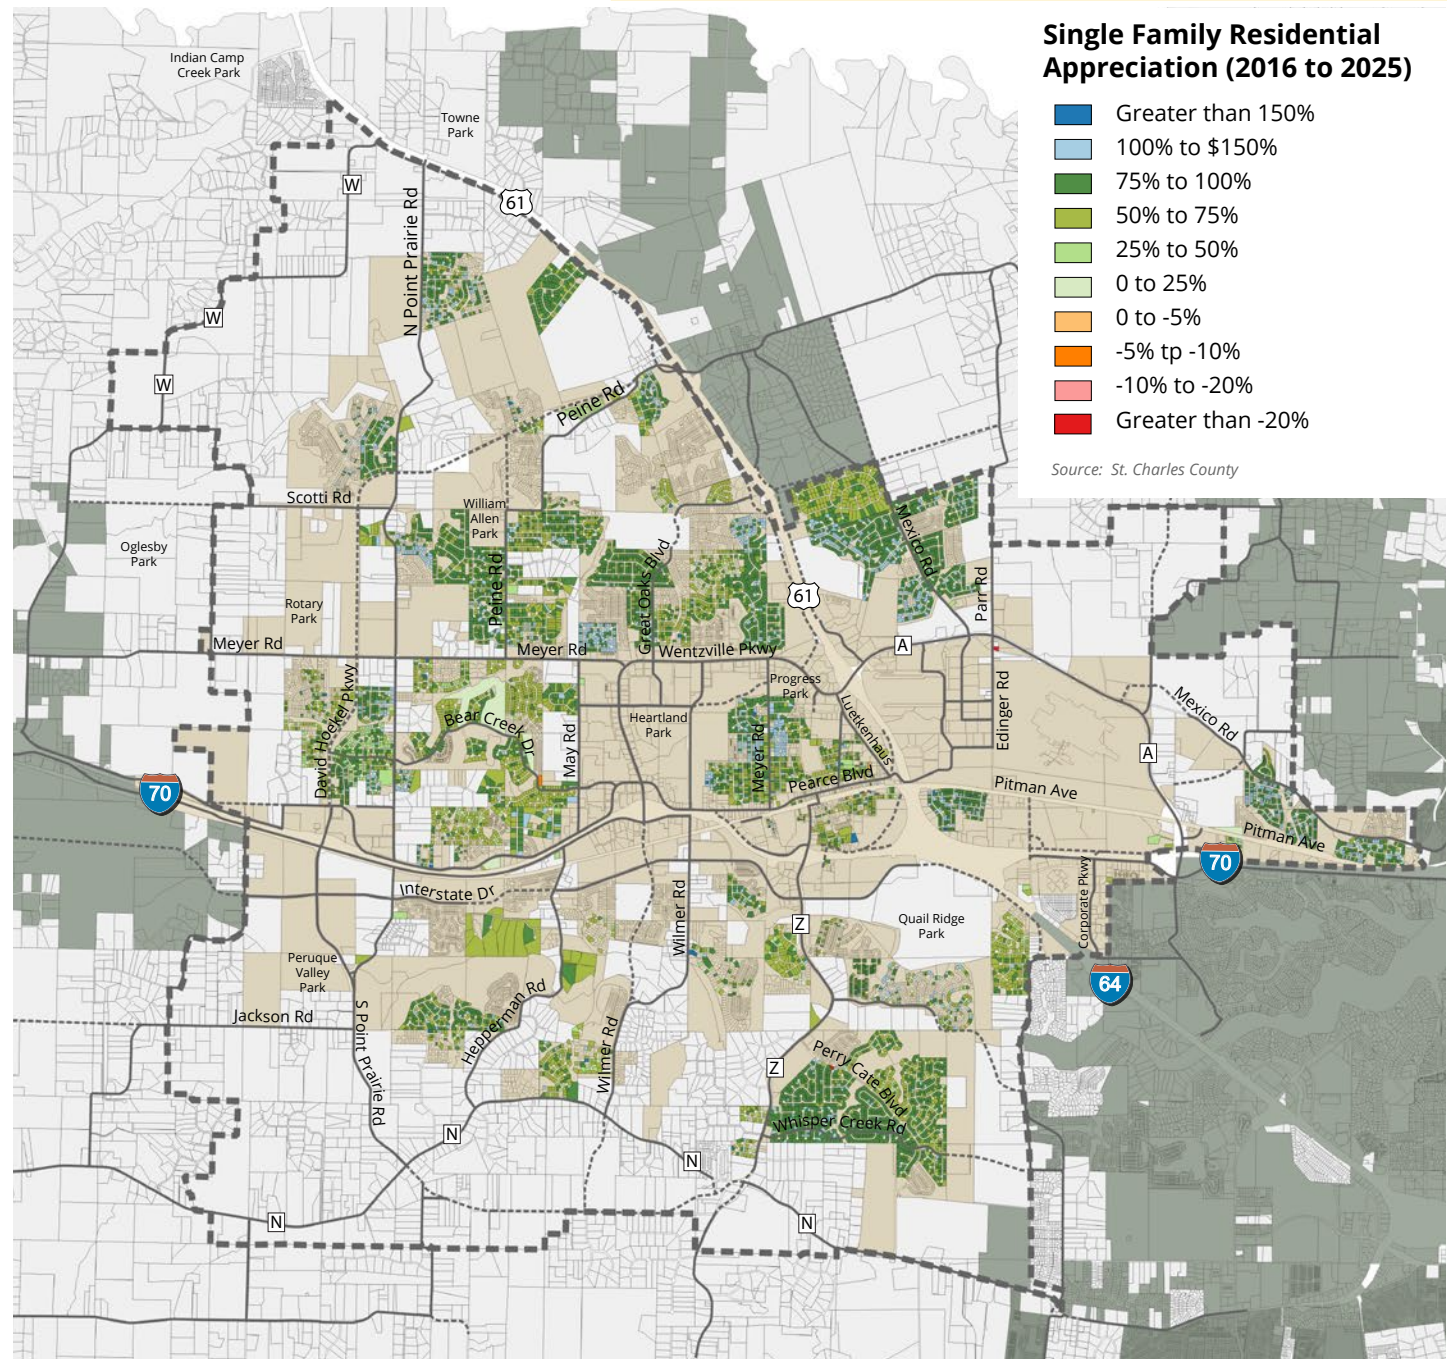 Single Family Residential
Appreciation (2016 to 2025)
Greater than 150%
100% to $150%
75% to 100%
50% to 75%
25% to 50%
0 to 25%
0 to -5%
-5% tp -10%
-10% to -20%
Greater than -20%
Source: St. Charles County
Indian Camp
Creek Park
Towne
Park
W
61
N Point Prairie Rd
W
W
Peine Rd
Scotti Rd
William
Allen
Park
Mexico Rd
Oglesby
Park
Great Oaks Blvd
Peine Rd
61
Parr Rd
Rotary
Park
Meyer Rd
Meyer Rd
Wentzville Pkwy
A
Progress
Park
David Hoekel Pkwy
Bear Creek Dr
May Rd
Heartland
Park
Meyer Rd
Luetkenhaus
Edinger Rd
Mexico Rd
A
70
Pearce Blvd
Pitman Ave
Pitman Ave
70
Interstate Dr
Wilmer Rd
Z
Quail Ridge
Park
Corporate Pkwy
Peruque
Valley
Park
64
Jackson Rd
S Point Prairie Rd
Hepperman Rd
Wilmer Rd
Z
Perry Cate Blvd
Whisper Creek Rd
N
N
N
N